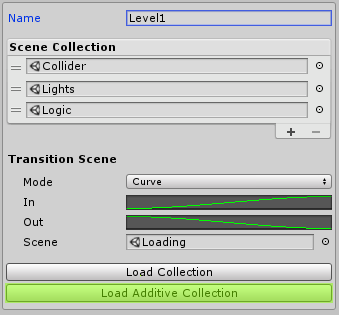 Name Level1
Scene Collection
Collider
Lights
Logic
Transition Scene
Mode Curve
In
Out
Scene Loading
Load Collection
Load Additive Collection